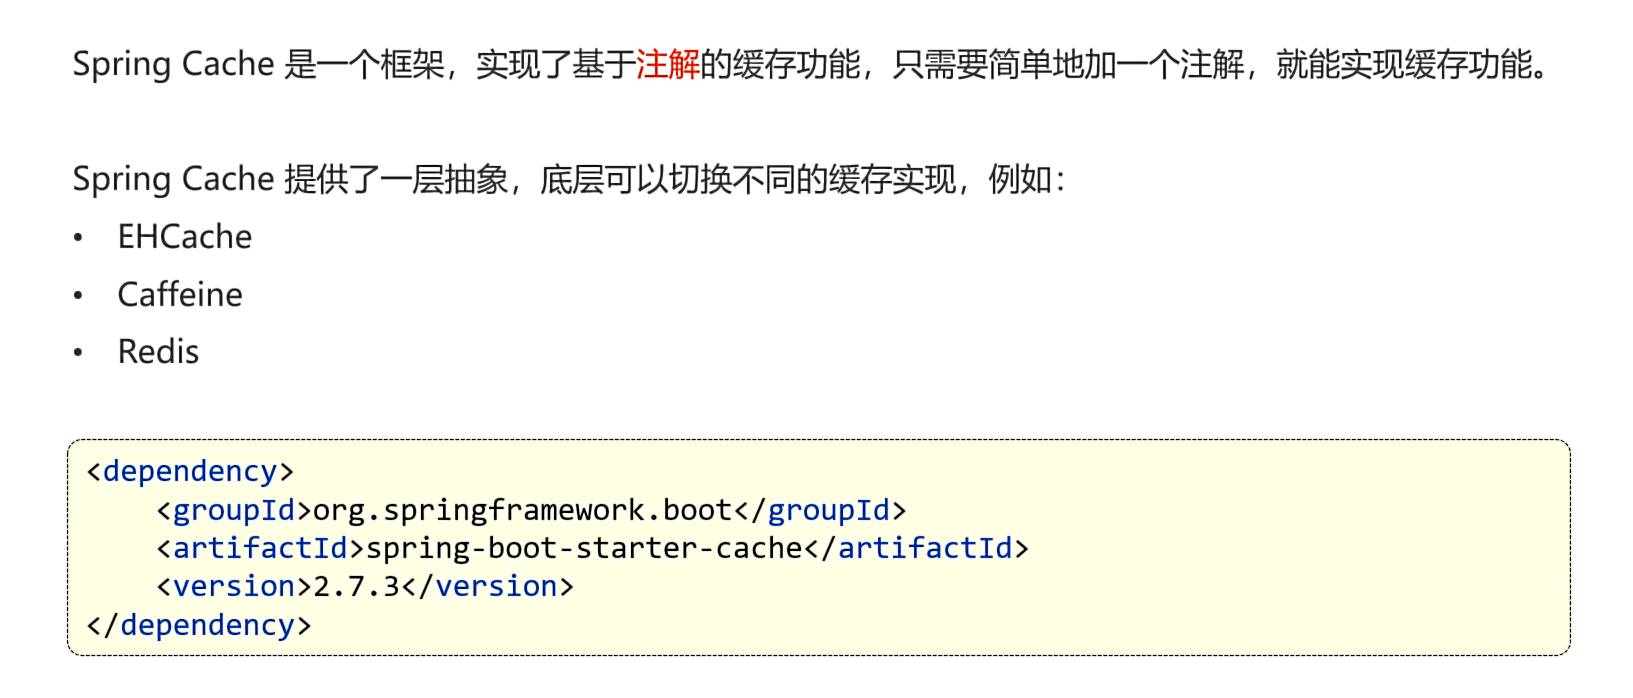 Spring Cache 是一个框架，实现了基于注解的缓存功能，只需要简单地加一个注解，就能实现缓存功能。
Spring Cache 提供了一层抽象，底层可以切换不同的缓存实现，例如：
• EHCache
• Caffeine
• Redis
<dependency>
    <groupId>org.springframework.boot</groupId>
    <artifactId>spring-boot-starter-cache</artifactId>
    <version>2.7.3</version>
</dependency>